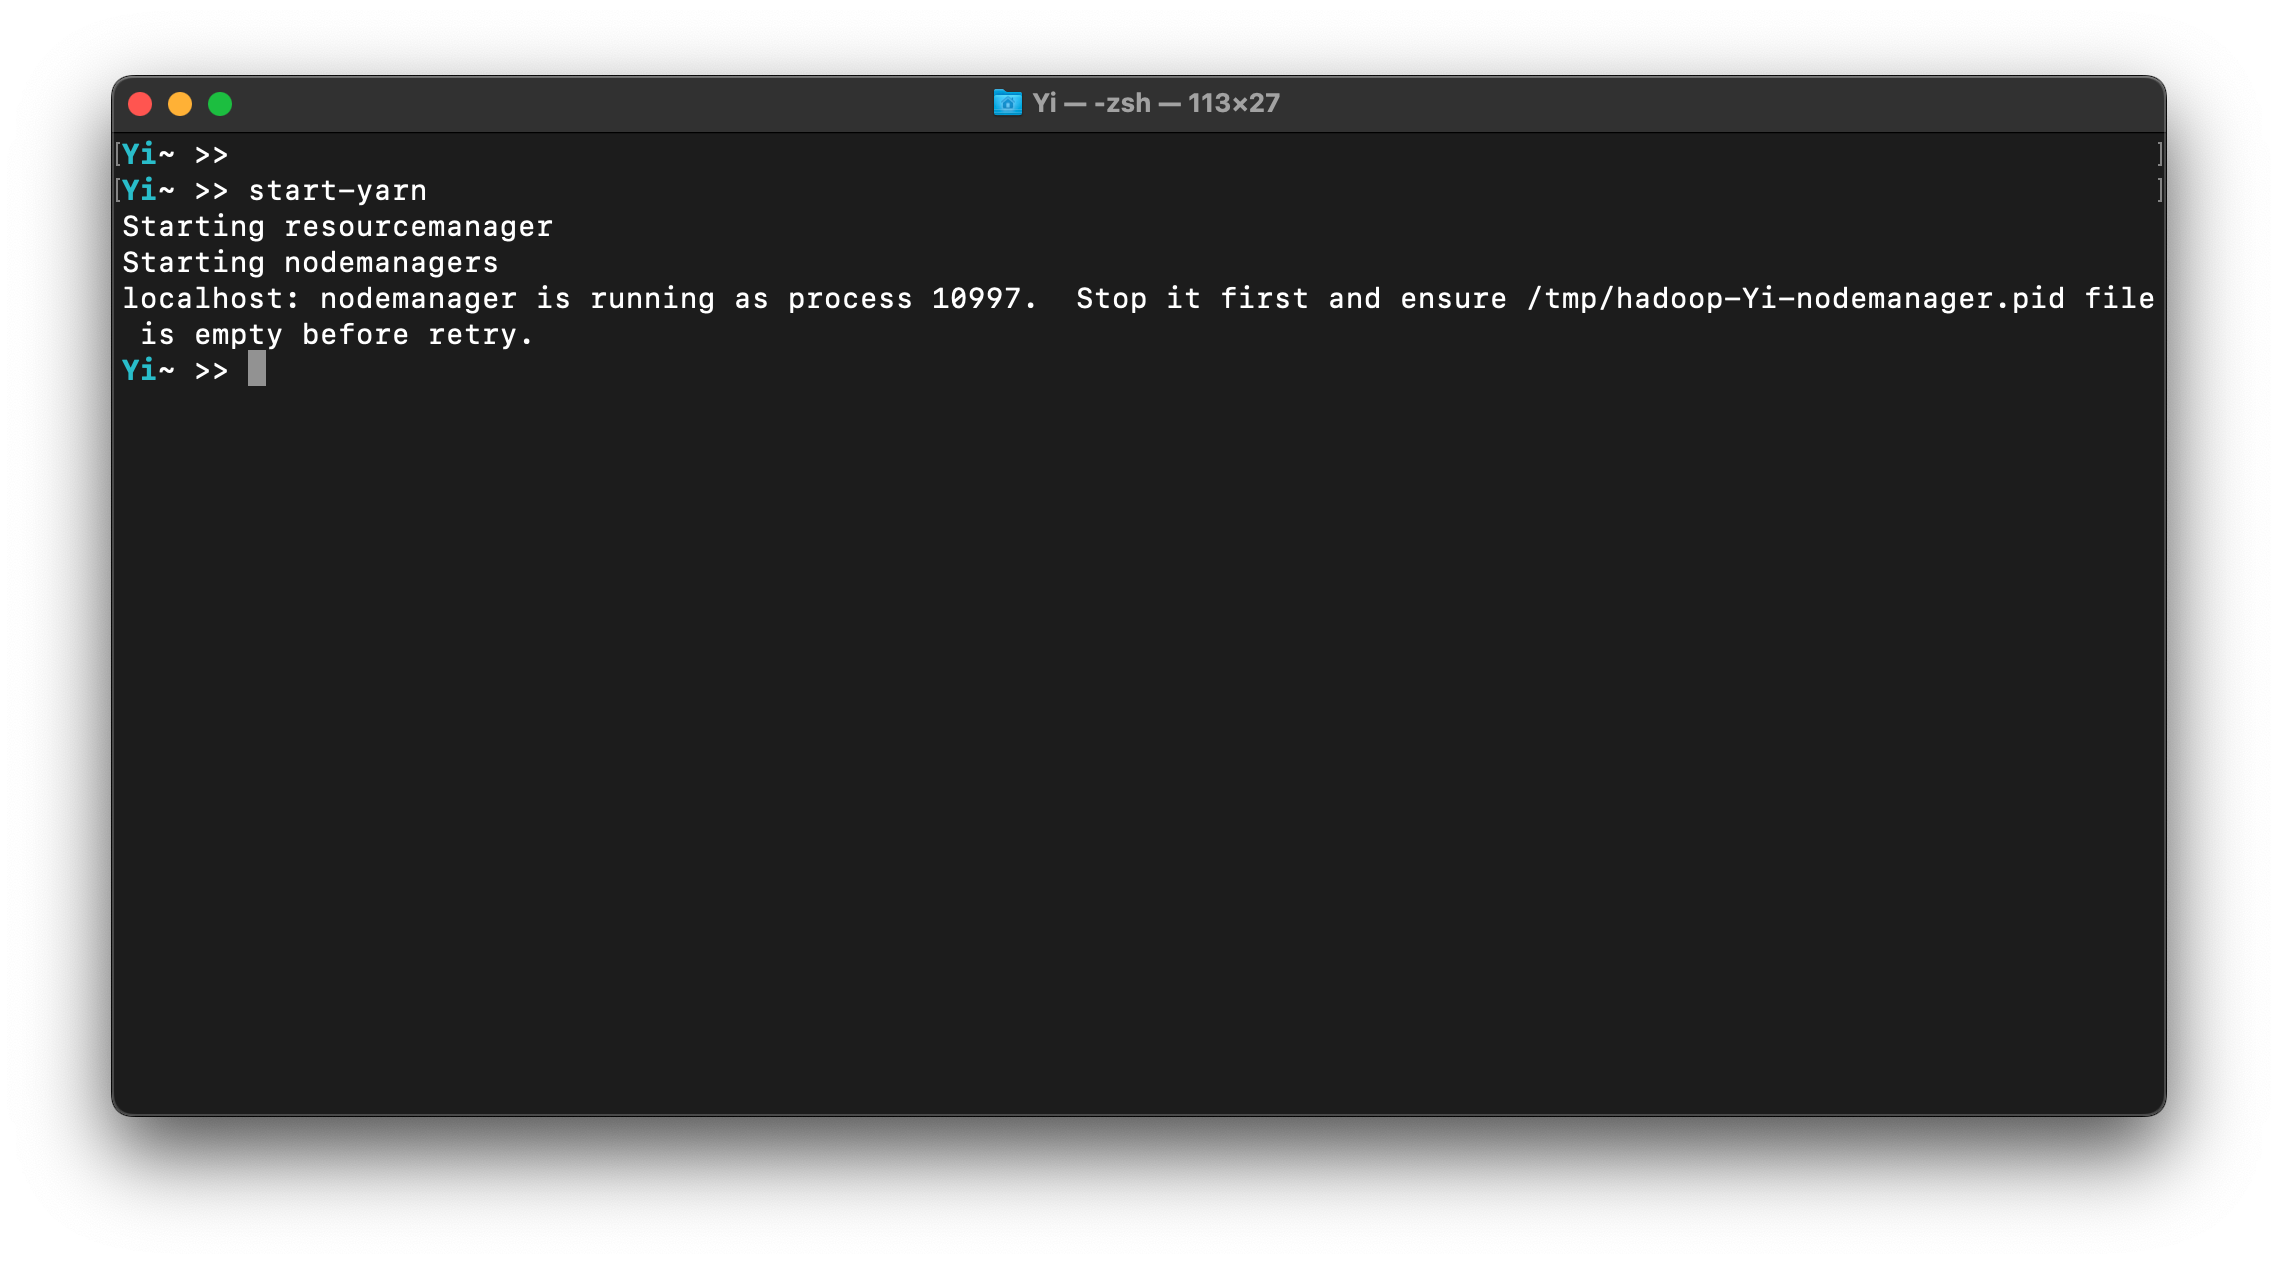 Yi — -zsh — 113×27
[Yi~ >> ]
[Yi~ >> start-yarn ]
Starting resourcemanager
Starting nodemanagers
localhost: nodemanager is running as process 10997.  Stop it first and ensure /tmp/hadoop-Yi-nodemanager.pid file
 is empty before retry.
Yi~ >>